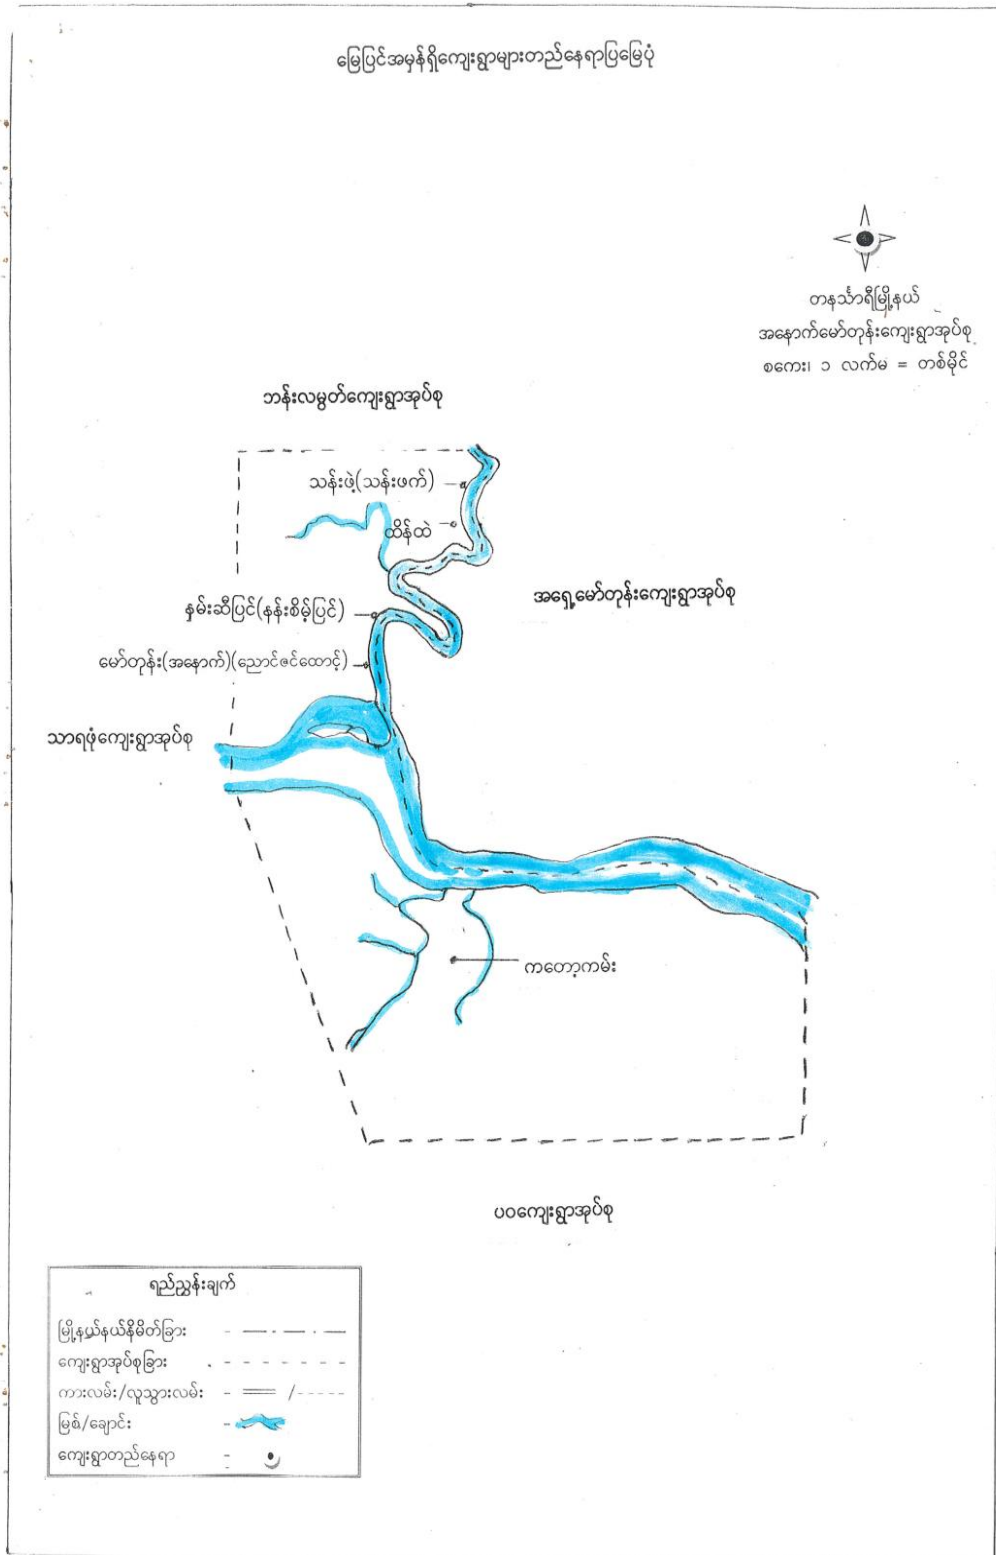 မြေပြင်အမှန်ရှိကျေးရွာများတည်နေရာပြမြေပုံ
တနင်္သာရီမြို့နယ်
အနောက်မော်တုန်းကျေးရွာအုပ်စု
စကေး၊ ၁ လက်မ = တစ်မိုင်
ဘန်းလမွတ်ကျေးရွာအုပ်စု
သန်းဖဲ့(သန်းဖက်)
ထိန်ထဲ
အရှေ့မော်တုန်းကျေးရွာအုပ်စု
နှမ်းဆီပြင်(နန်းစိမ့်ပြင်)
မော်တုန်း(အနောက်)(ညောင်ဇင်ထောင့်)
သာရဖုံကျေးရွာအုပ်စု
ကတော့ကမ်း
ပဝကျေးရွာအုပ်စု
ရည်ညွှန်းချက်
မြို့နယ်နယ်နိမိတ်ခြား
ကျေးရွာအုပ်စုခြား
ကားလမ်း/လူသွားလမ်း - /
မြစ်/ချောင်း -
ကျေးရွာတည်နေရာ -